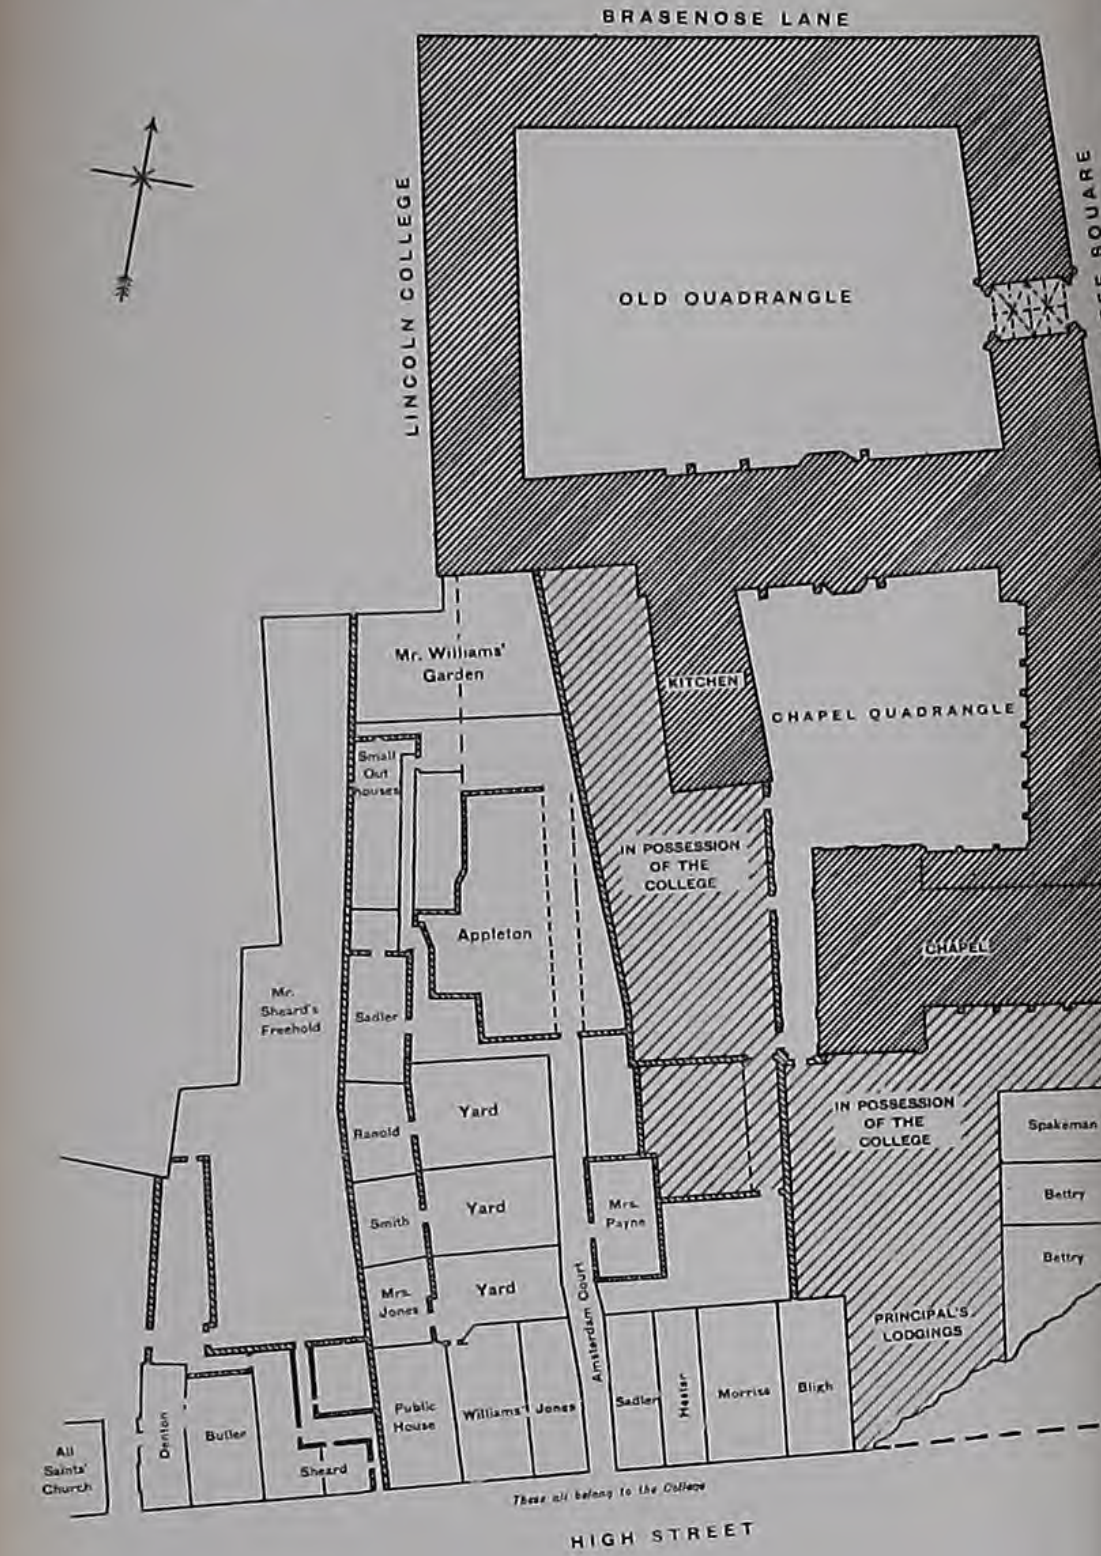 BRASENOSE LANE
LINCOLN COLLEGE
SQUARE
OLD QUADRANGLE
Mr. Williams'
Garden
KITCHEN
CHAPEL QUADRANGLE
Small
Out
houses
IN POSSESSION
OF THE
COLLEGE
Appleton
CHAPEL
Mr.
Sheard's
Freehold
Sadler
IN POSSESSION
OF THE
COLLEGE
Yard
Spakeman
Ranold
Yard
Smith
Mrs.
Payne
Bettry
Bettry
Mrs.
Jones
Yard
Amsterdam Court
PRINCIPAL'S
LODGINGS
Public
House
Williams'
Jones
Sadler
Hester
Morriss
Bligh
Denton
Butler
Sheard
All
Saints'
Church
These all belong to the College
HIGH STREET